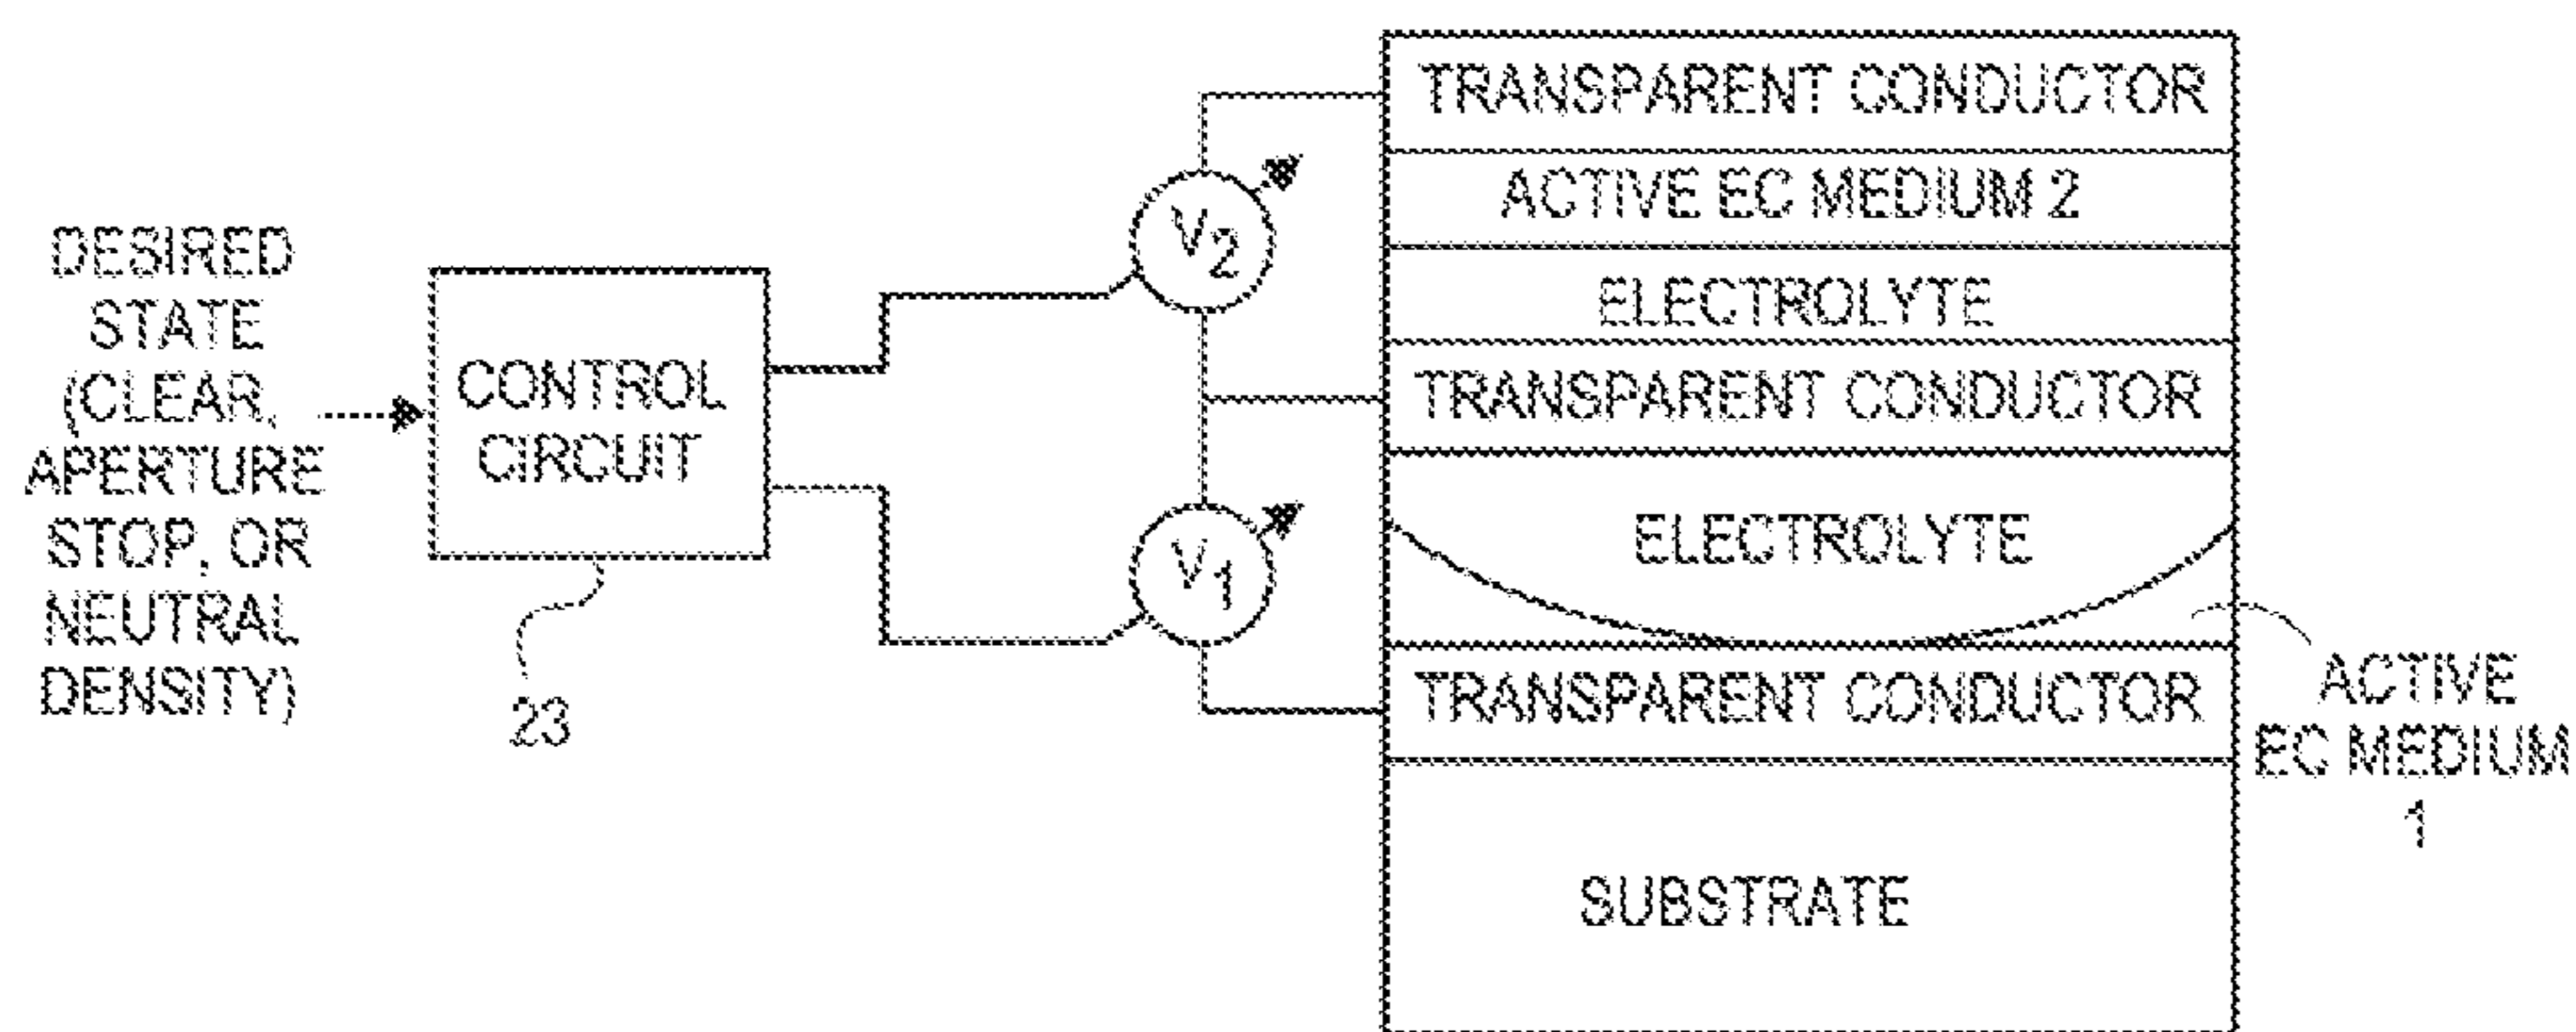 DESIRED
STATE
(CLEAR,
APERTURE
STOP, OR
NEUTRAL
DENSITY)
CONTROL
CIRCUIT
23
V2
V1
TRANSPARENT CONDUCTOR
ACTIVE EC MEDIUM 2
ELECTROLYTE
TRANSPARENT CONDUCTOR
ELECTROLYTE
TRANSPARENT CONDUCTOR
SUBSTRATE
ACTIVE
EC MEDIUM
1